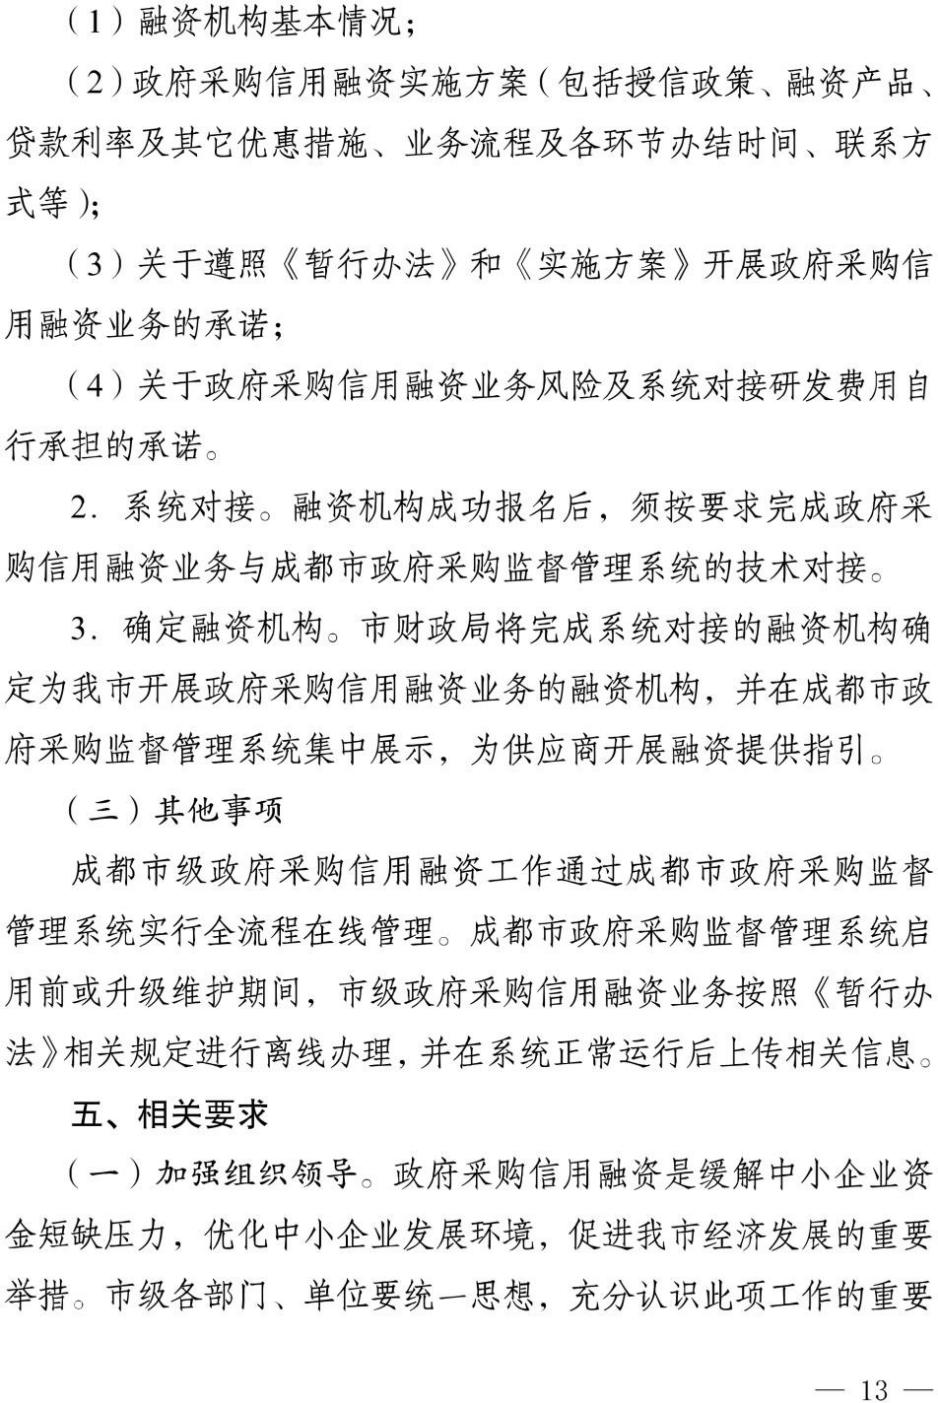 （1）融资机构基本情况；
（2）政府采购信用融资实施方案（包括授信政策、融资产品、
贷款利率及其它优惠措施、业务流程及各环节办结时间、联系方
式等）；
（3）关于遵照《暂行办法》和《实施方案》开展政府采购信
用融资业务的承诺；
（4）关于政府采购信用融资业务风险及系统对接研发费用自
行承担的承诺。
2．系统对接。融资机构成功报名后，须按要求完成政府采
购信用融资业务与成都市政府采购监督管理系统的技术对接。
3．确定融资机构。市财政局将完成系统对接的融资机构确
定为我市开展政府采购信用融资业务的融资机构，并在成都市政
府采购监督管理系统集中展示，为供应商开展融资提供指引。
（三）其他事项
成都市级政府采购信用融资工作通过成都市政府采购监督
管理系统实行全流程在线管理。成都市政府采购监督管理系统启
用前或升级维护期间，市级政府采购信用融资业务按照《暂行办
法》相关规定进行离线办理，并在系统正常运行后上传相关信息。
五、相关要求
（一）加强组织领导。政府采购信用融资是缓解中小企业资
金短缺压力，优化中小企业发展环境，促进我市经济发展的重要
举措。市级各部门、单位要统一思想，充分认识此项工作的重要
— 13 —